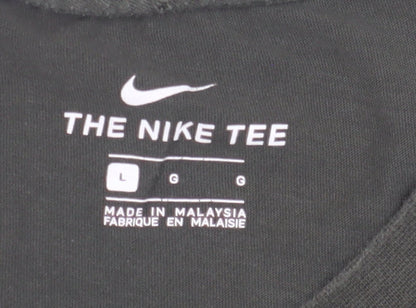 THE NIKE TEE
L G G
MADE IN MALAYSIA
FABRIQUE EN MALAISIE